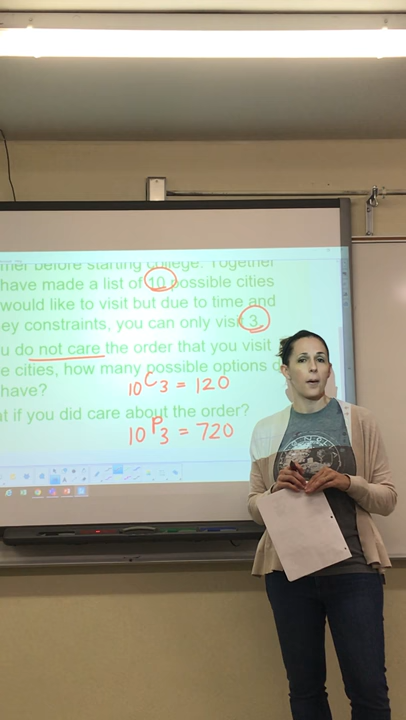 before starting college. Together
have made a list of 10 possible cities
would like to visit but due to time and
ey constraints, you can only visit 3
u do not care the order that you visit
e cities, how many possible options
have?
10C3 = 120
t if you did care about the order?
10P3 = 720